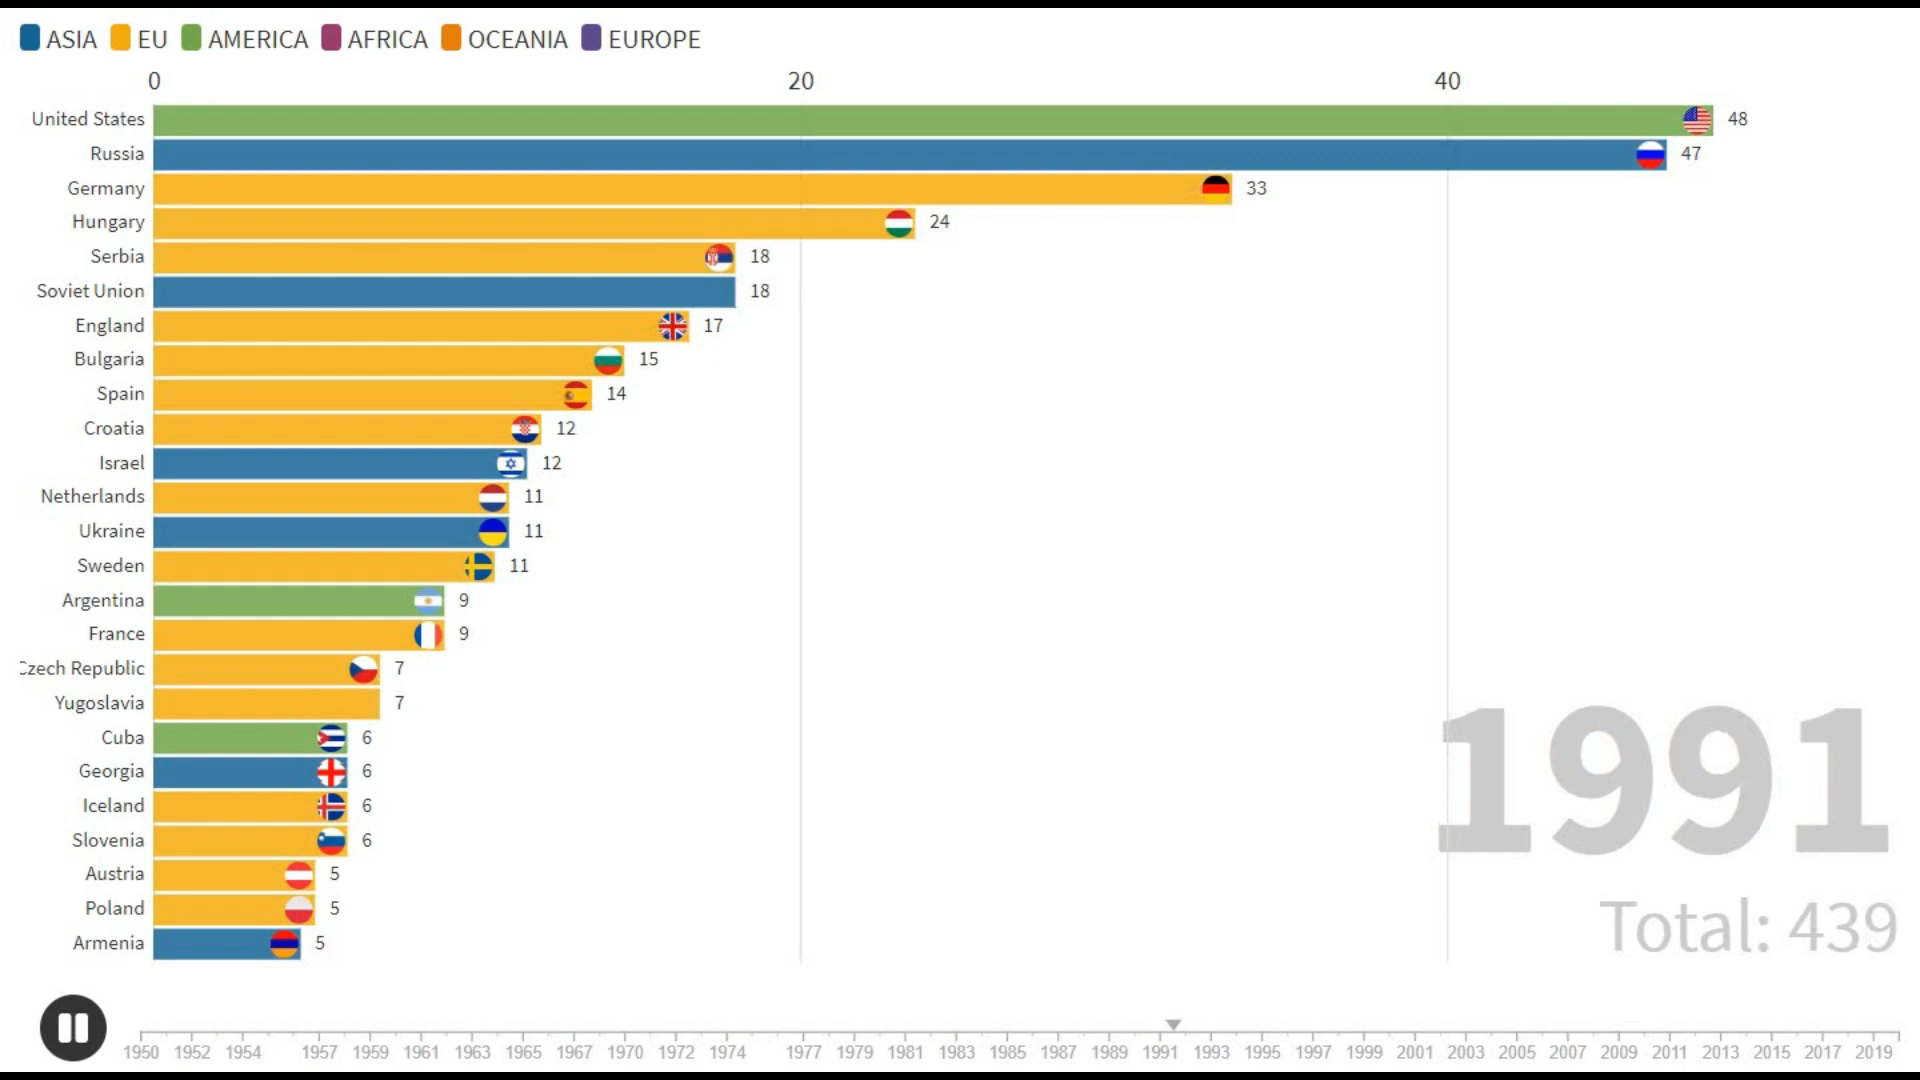 ASIA EU AMERICA AFRICA OCEANIA EUROPE
0 20 40
United States 48
Russia 47
Germany 33
Hungary 24
Serbia 18
Soviet Union 18
England 17
Bulgaria 15
Spain 14
Croatia 12
Israel 12
Netherlands 11
Ukraine 11
Sweden 11
Argentina 9
France 9
Czech Republic 7
Yugoslavia 7
Cuba 6
Georgia 6
Iceland 6
Slovenia 6
Austria 5
Poland 5
Armenia 5
1991
Total: 439
1950 1952 1954 1957 1959 1961 1963 1965 1967 1970 1972 1974 1977 1979 1981 1983 1985 1987 1989 1991 1993 1995 1997 1999 2001 2003 2005 2007 2009 2011 2013 2015 2017 2019